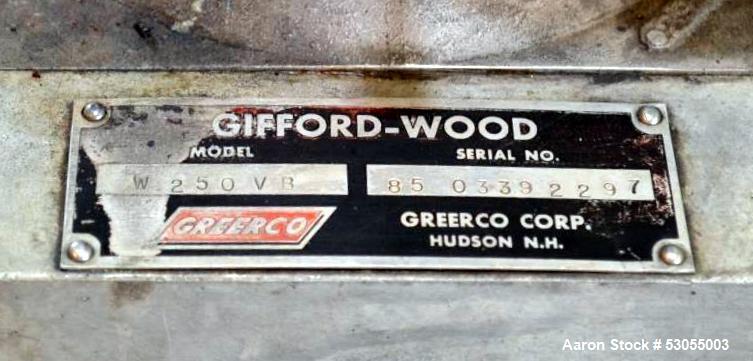 GIFFORD-WOOD
MODEL SERIAL NO.
W 250 VB 85 03392297
GREERCO GREERCO CORP.
HUDSON N.H.
Aaron Stock # 53055003